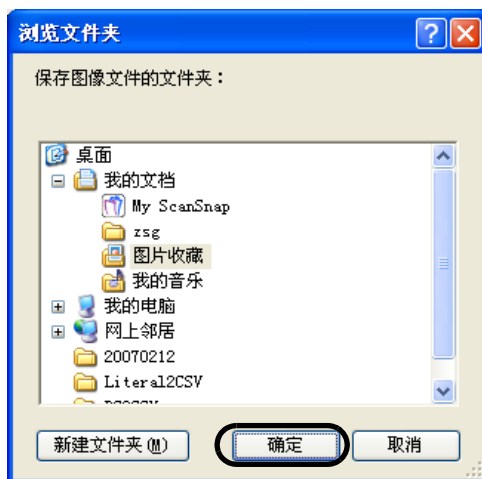 浏览文件夹
保存图像文件的文件夹：
桌面
我的文档
My ScanSnap
zsg
图片收藏
我的音乐
我的电脑
网上邻居
20070212
Literal2CSV
新建文件夹(M) 确定 取消